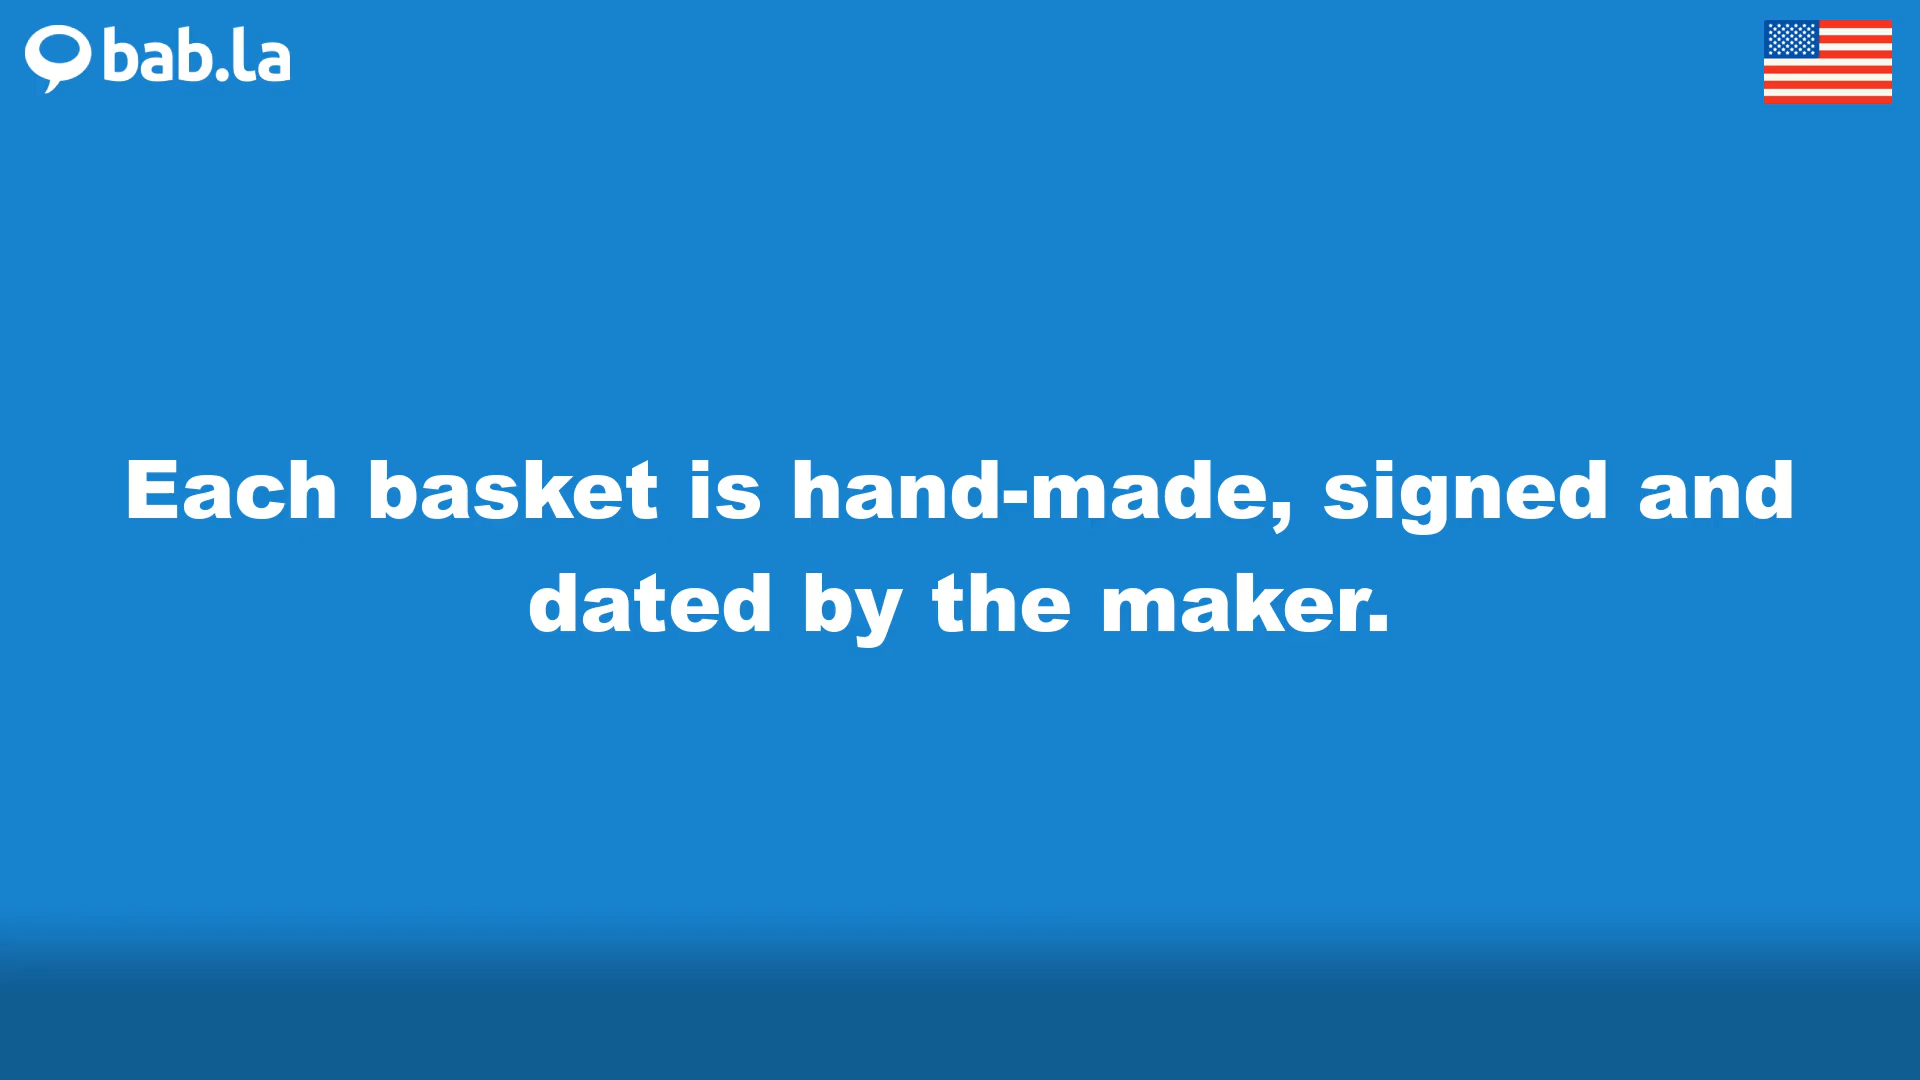 bab.la
Each basket is hand-made, signed and
dated by the maker.